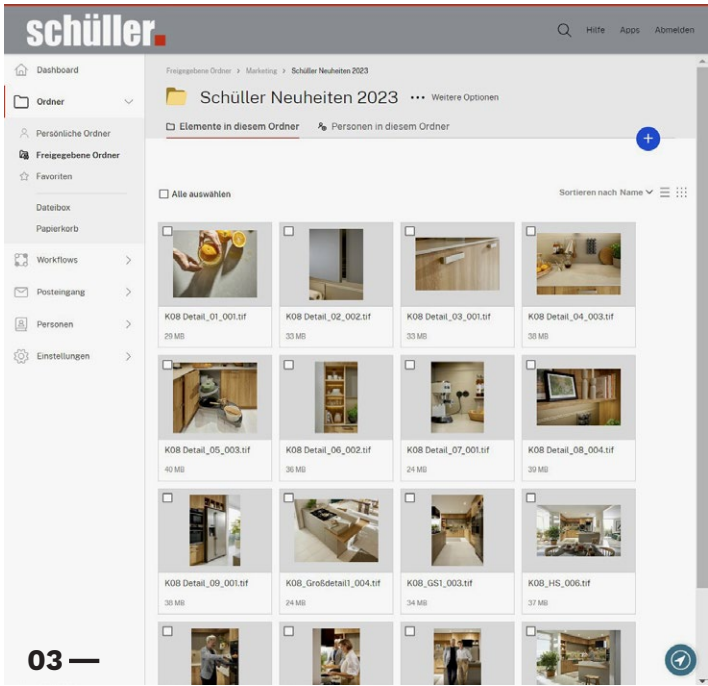 schüller.
Hilfe Apps Abmelden
Dashboard
Ordner
Persönliche Ordner
Freigegebene Ordner
Favoriten
Dateibox
Papierkorb
Workflows
Posteingang
Personen
Einstellungen
Freigegebene Ordner > Marketing > Schüller Neuheiten 2023
Schüller Neuheiten 2023 ••• Weitere Optionen
Elemente in diesem Ordner Personen in diesem Ordner
Alle auswählen Sortieren nach Name
K08 Detail_01_001.tif K08 Detail_02_002.tif K08 Detail_03_001.tif K08 Detail_04_003.tif
29 MB 33 MB 33 MB 38 MB
K08 Detail_05_003.tif K08 Detail_06_002.tif K08 Detail_07_001.tif K08 Detail_08_004.tif
40 MB 36 MB 24 MB 39 MB
K08 Detail_09_001.tif K08_Großdetail1_004.tif K08_GS1_003.tif K08_HS_006.tif
38 MB 24 MB 34 MB 37 MB
03 —